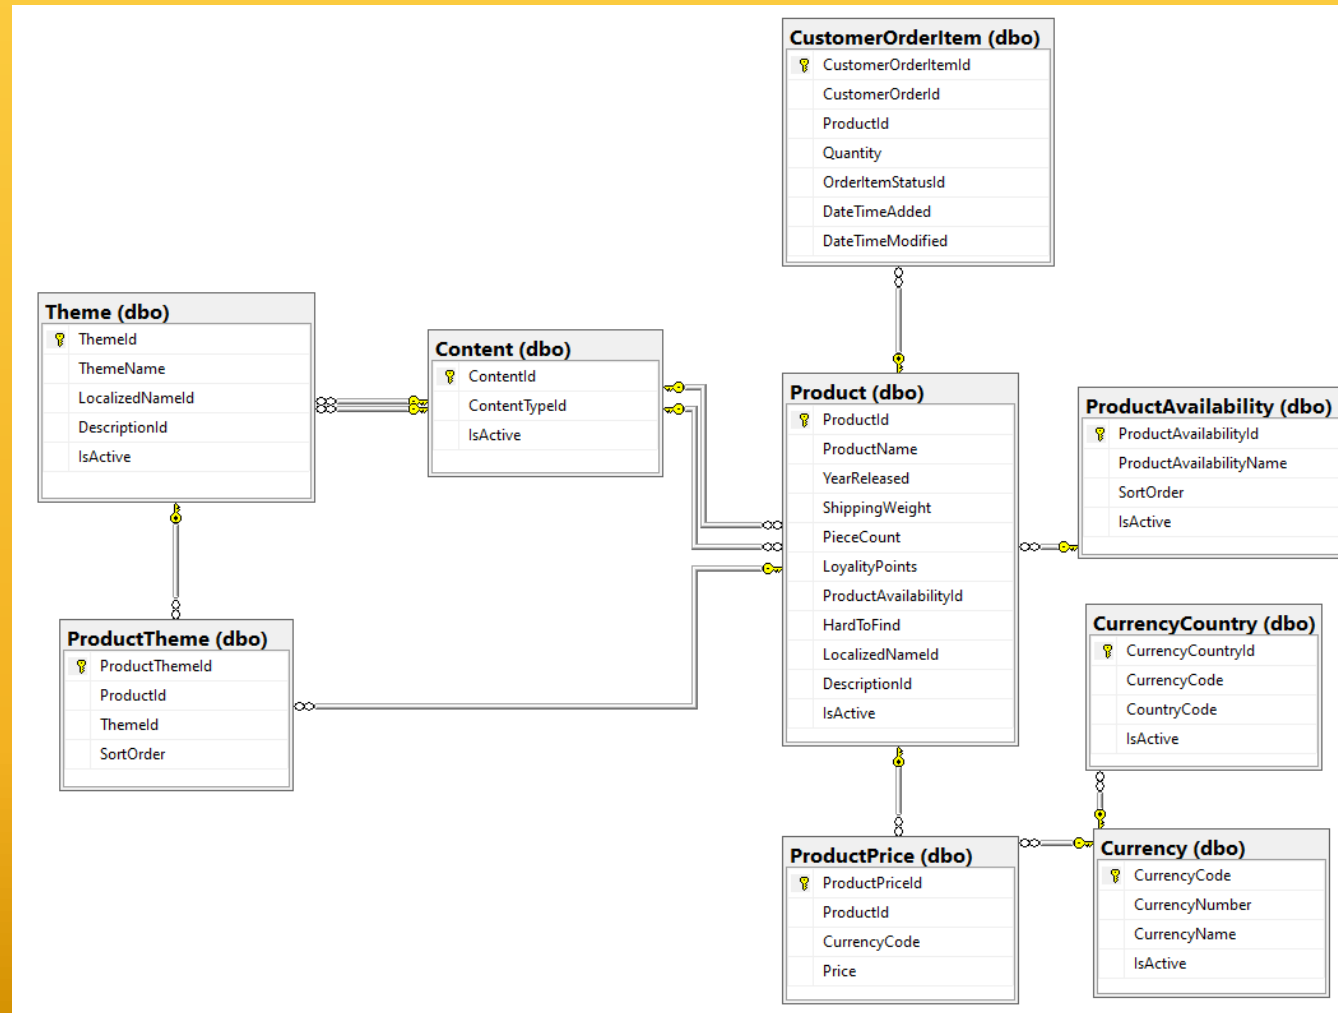 CustomerOrderItem (dbo)
CustomerOrderItemId
CustomerOrderId
ProductId
Quantity
OrderItemStatusId
DateTimeAdded
DateTimeModified
Theme (dbo)
ThemeId
ThemeName
LocalizedNameId
DescriptionId
IsActive
Content (dbo)
ContentId
ContentTypeId
IsActive
Product (dbo)
ProductId
ProductName
YearReleased
ShippingWeight
PieceCount
LoyalityPoints
ProductAvailabilityId
HardToFind
LocalizedNameId
DescriptionId
IsActive
ProductAvailability (dbo)
ProductAvailabilityId
ProductAvailabilityName
SortOrder
IsActive
ProductTheme (dbo)
ProductThemeId
ProductId
ThemeId
SortOrder
CurrencyCountry (dbo)
CurrencyCountryId
CurrencyCode
CountryCode
IsActive
ProductPrice (dbo)
ProductPriceId
ProductId
CurrencyCode
Price
Currency (dbo)
CurrencyCode
CurrencyNumber
CurrencyName
IsActive